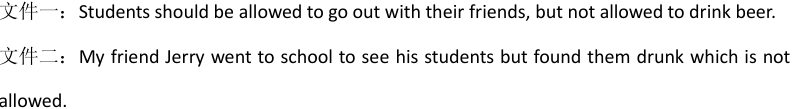 文件一：Students should be allowed to go out with their friends, but not allowed to drink beer.
文件二：My friend Jerry went to school to see his students but found them drunk which is not
allowed.